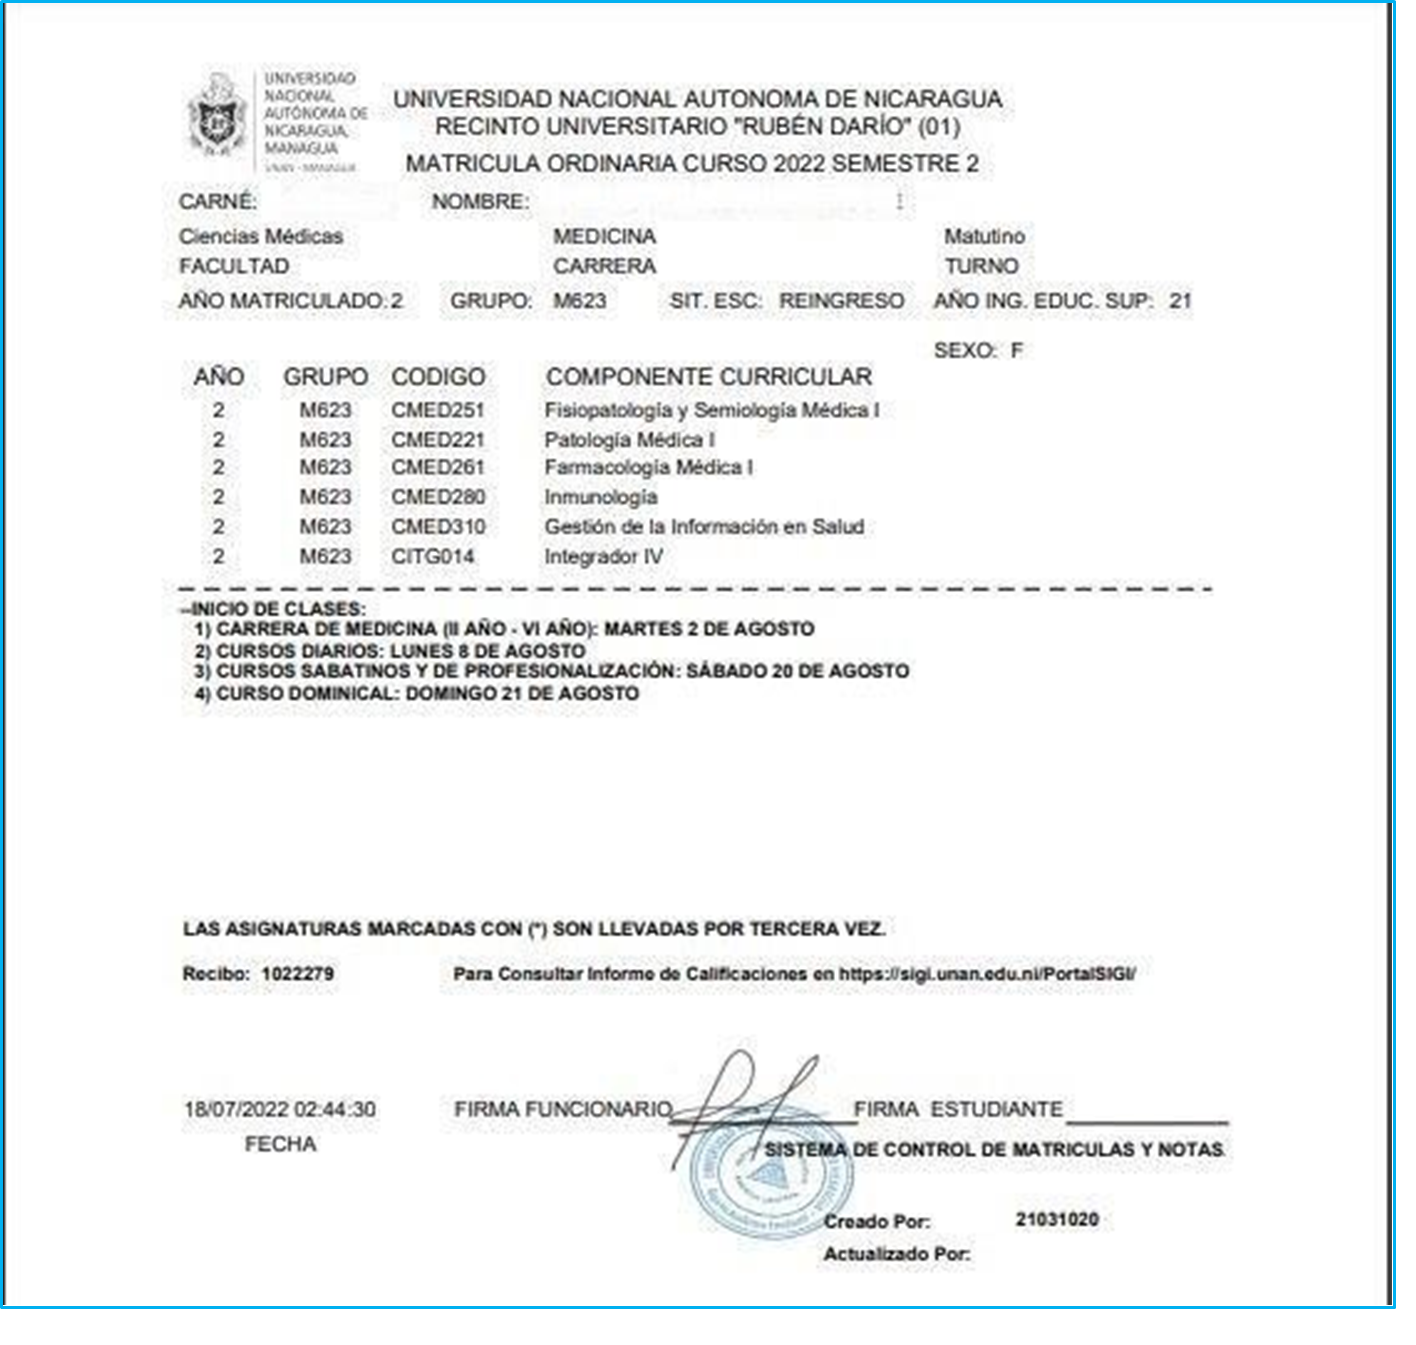 UNIVERSIDAD
NACIONAL
AUTÓNOMA DE
NICARAGUA,
MANAGUA
UNAN - MANAGUA
UNIVERSIDAD NACIONAL AUTONOMA DE NICARAGUA
RECINTO UNIVERSITARIO "RUBÉN DARÍO" (01)
MATRICULA ORDINARIA CURSO 2022 SEMESTRE 2
CARNÉ: NOMBRE:
Ciencias Médicas MEDICINA Matutino
FACULTAD CARRERA TURNO
AÑO MATRICULADO: 2 GRUPO: M623 SIT. ESC: REINGRESO AÑO ING. EDUC. SUP: 21
SEXO: F
AÑO GRUPO CODIGO COMPONENTE CURRICULAR
2 M623 CMED251 Fisiopatología y Semiología Médica I
2 M623 CMED221 Patología Médica I
2 M623 CMED261 Farmacología Médica I
2 M623 CMED280 Inmunología
2 M623 CMED310 Gestión de la Información en Salud
2 M623 CITG014 Integrador IV
–INICIO DE CLASES:
1) CARRERA DE MEDICINA (II AÑO - VI AÑO): MARTES 2 DE AGOSTO
2) CURSOS DIARIOS: LUNES 8 DE AGOSTO
3) CURSOS SABATINOS Y DE PROFESIONALIZACIÓN: SÁBADO 20 DE AGOSTO
4) CURSO DOMINICAL: DOMINGO 21 DE AGOSTO
LAS ASIGNATURAS MARCADAS CON (*) SON LLEVADAS POR TERCERA VEZ.
Recibo: 1022279 Para Consultar Informe de Calificaciones en https://sigi.unan.edu.ni/PortalSIGI/
18/07/2022 02:44:30 FIRMA FUNCIONARIO FIRMA ESTUDIANTE
FECHA
SISTEMA DE CONTROL DE MATRICULAS Y NOTAS.
Creado Por: 21031020
Actualizado Por: